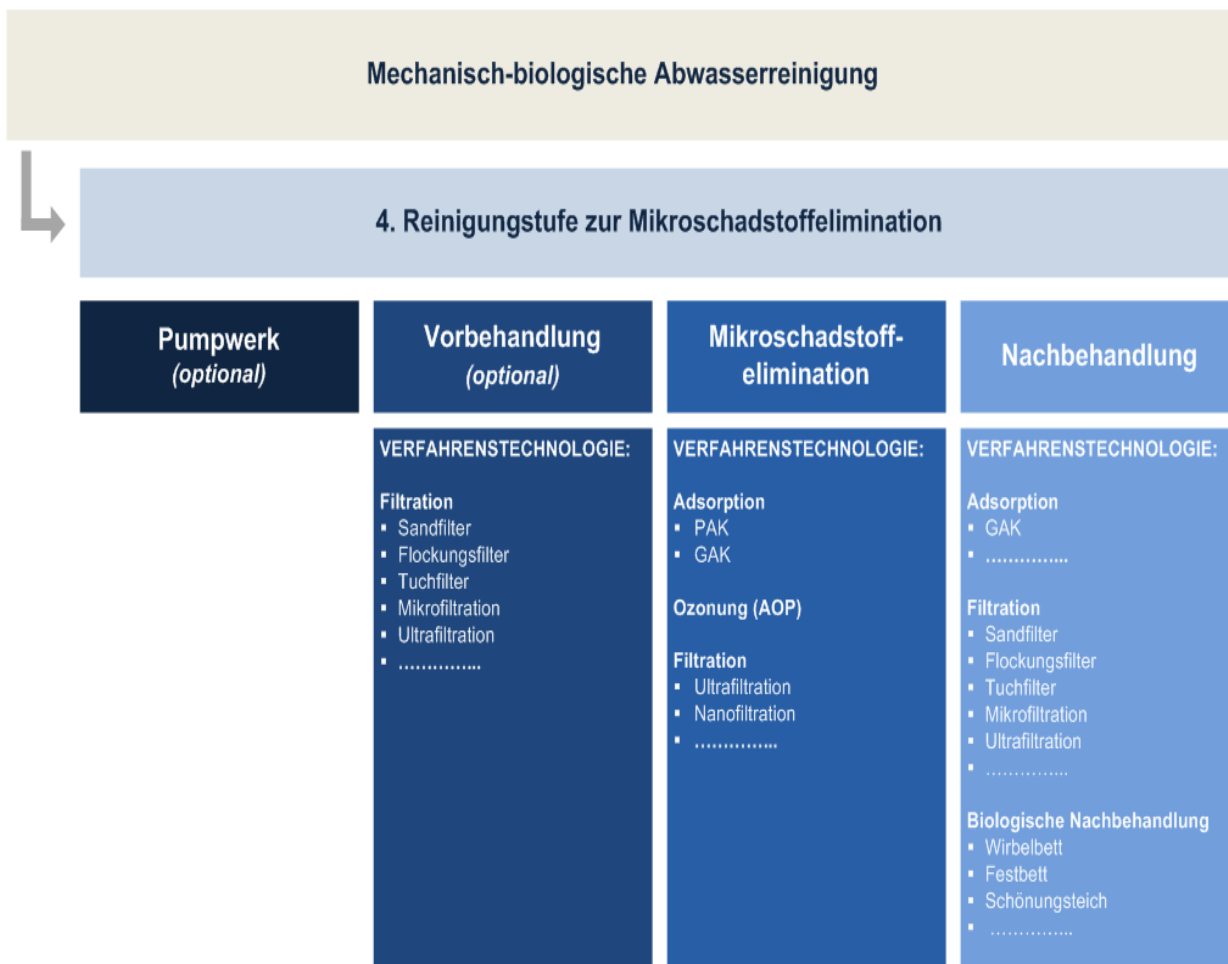 Mechanisch-biologische Abwasserreinigung
4. Reinigungstufe zur Mikroschadstoffelimination
Pumpwerk
(optional)
Vorbehandlung
(optional)
Mikroschadstoff-
elimination
Nachbehandlung
VERFAHRENSTECHNOLOGIE:
Filtration
▪ Sandfilter
▪ Flockungsfilter
▪ Tuchfilter
▪ Mikrofiltration
▪ Ultrafiltration
▪ …………...
VERFAHRENSTECHNOLOGIE:
Adsorption
▪ PAK
▪ GAK
Ozonung (AOP)
Filtration
▪ Ultrafiltration
▪ Nanofiltration
▪ …………...
VERFAHRENSTECHNOLOGIE:
Adsorption
▪ GAK
▪ …………...
Filtration
▪ Sandfilter
▪ Flockungsfilter
▪ Tuchfilter
▪ Mikrofiltration
▪ Ultrafiltration
▪ …………...
Biologische Nachbehandlung
▪ Wirbelbett
▪ Festbett
▪ Schönungsteich
▪ …………...